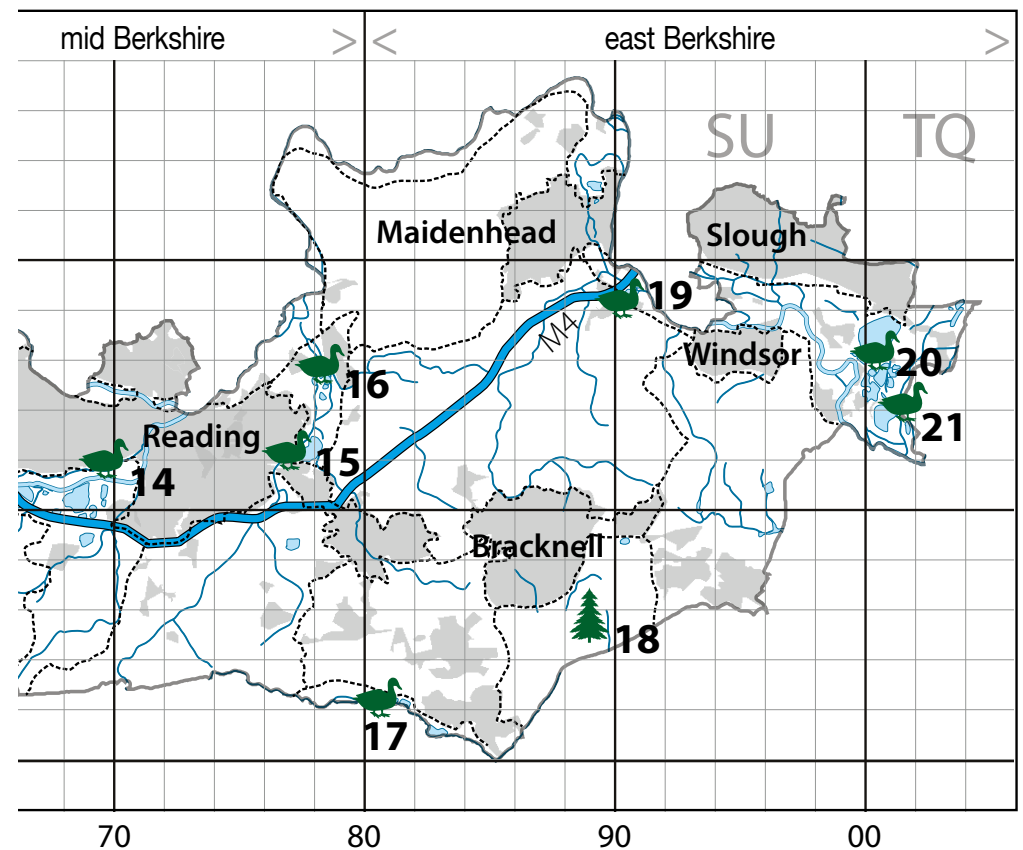 mid Berkshire > < east Berkshire >
SU TQ
Maidenhead Slough
19
M4
Windsor
20
16
21
Reading
15
14
Bracknell
18
17
70 80 90 00